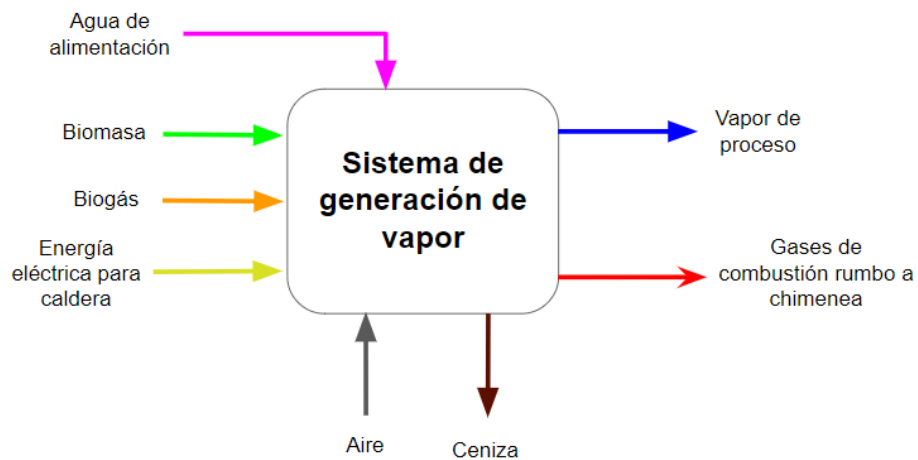 Agua de
alimentación
Biomasa
Biogás
Energía
eléctrica para
caldera
Sistema de
generación de
vapor
Vapor de
proceso
Gases de
combustión rumbo a
chimenea
Aire
Ceniza